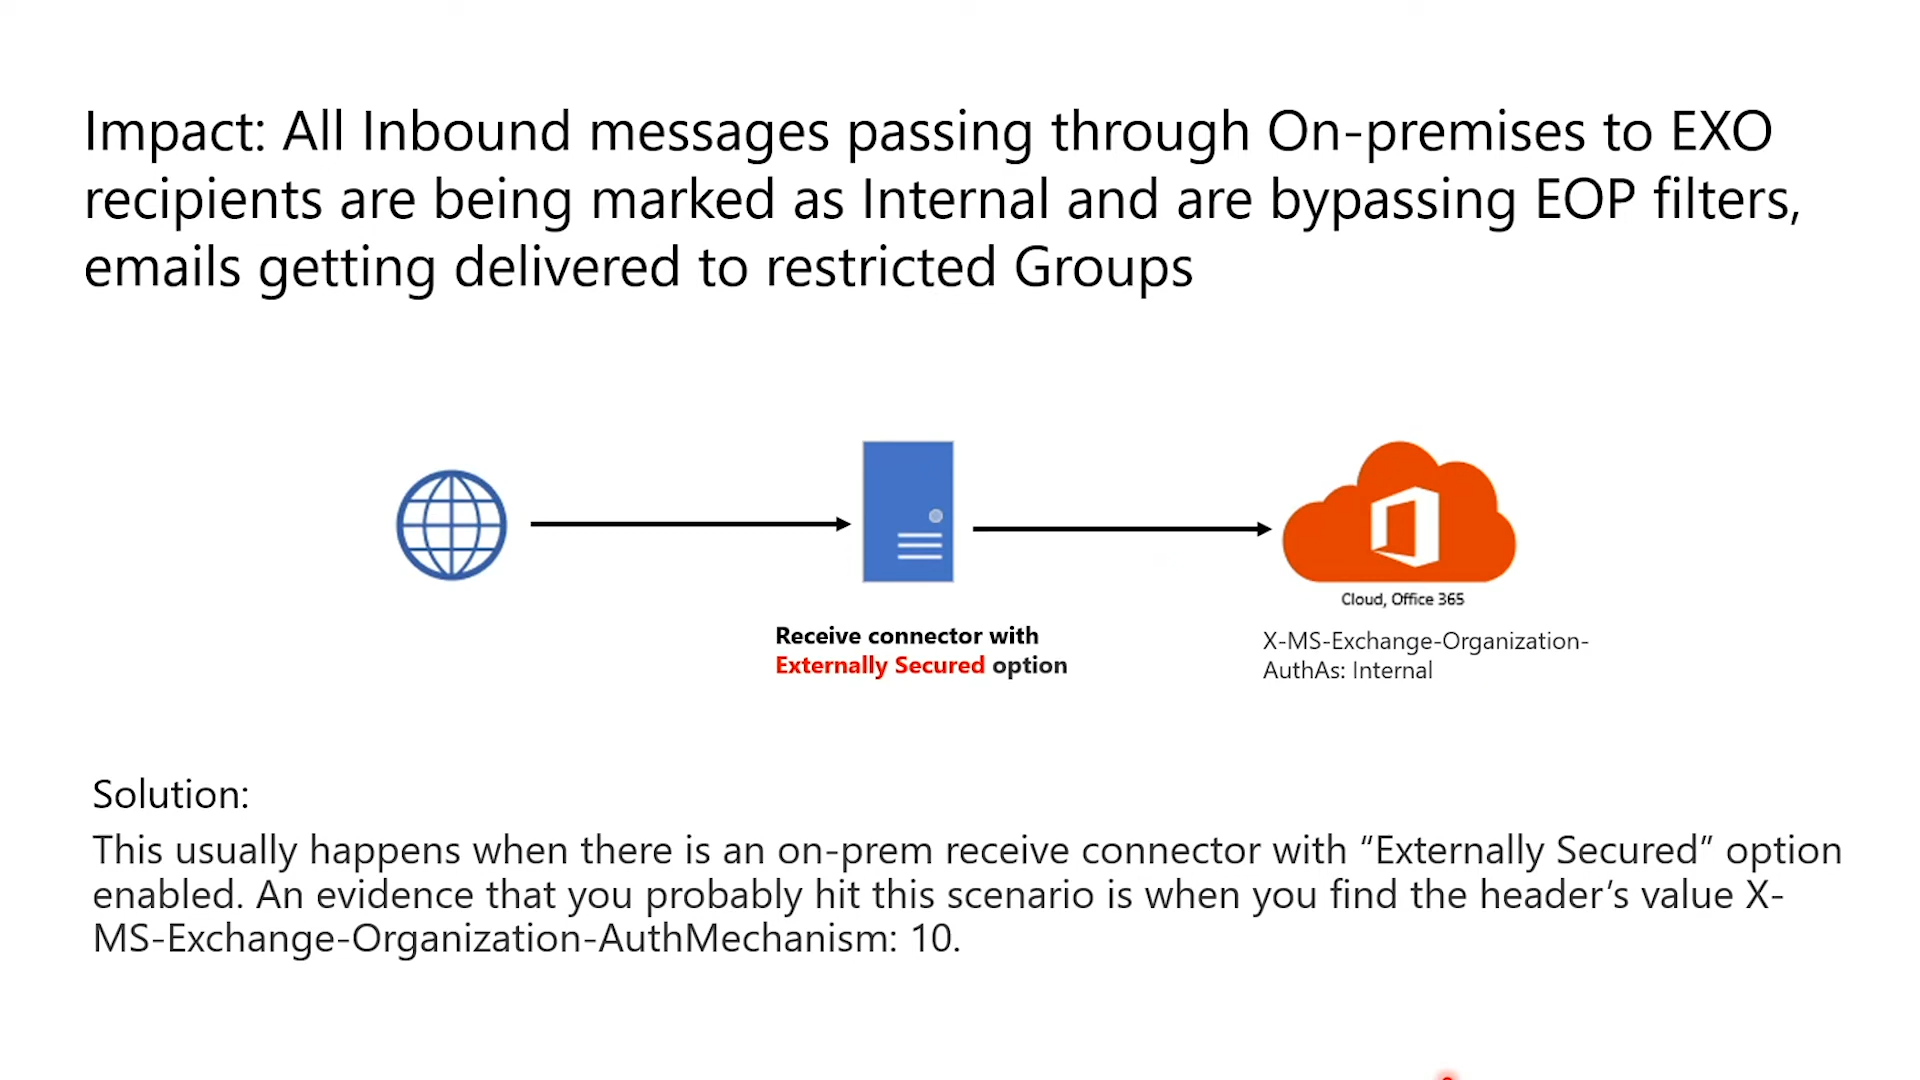 Impact: All Inbound messages passing through On-premises to EXO
recipients are being marked as Internal and are bypassing EOP filters,
emails getting delivered to restricted Groups
Cloud, Office 365
Receive connector with
Externally Secured option
X-MS-Exchange-Organization-
AuthAs: Internal
Solution:
This usually happens when there is an on-prem receive connector with “Externally Secured” option
enabled. An evidence that you probably hit this scenario is when you find the header’s value X-
MS-Exchange-Organization-AuthMechanism: 10.